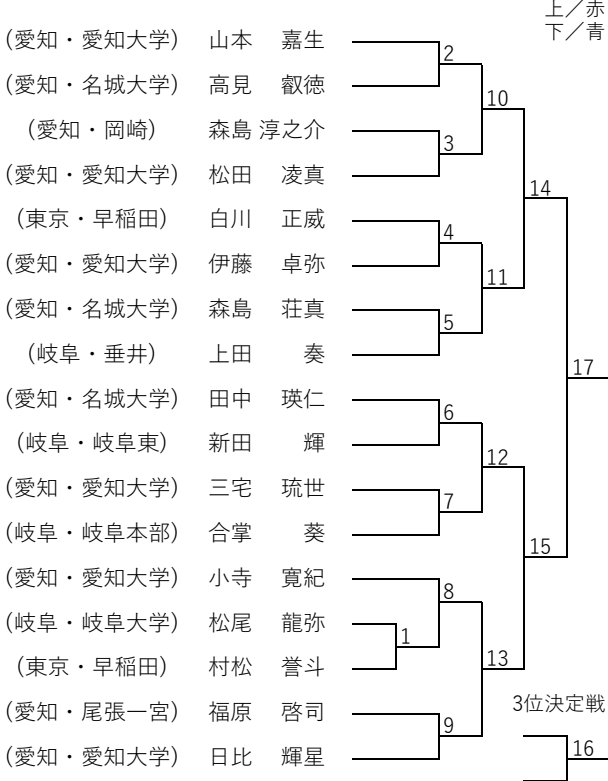 上／赤
下／青
(愛知・愛知大学) 山本 嘉生
2
(愛知・名城大学) 高見 叡徳
10
(愛知・岡崎) 森島 淳之介
3
(愛知・愛知大学) 松田 凌真
14
(東京・早稲田) 白川 正威
4
(愛知・愛知大学) 伊藤 卓弥
11
(愛知・名城大学) 森島 荘真
5
(岐阜・垂井) 上田 奏
17
(愛知・名城大学) 田中 瑛仁
6
(岐阜・岐阜東) 新田 輝
12
(愛知・愛知大学) 三宅 琉世
7
(岐阜・岐阜本部) 合掌 葵
15
(愛知・愛知大学) 小寺 寛紀
8
(岐阜・岐阜大学) 松尾 龍弥
1
(東京・早稲田) 村松 誉斗
13
3位決定戦
(愛知・尾張一宮) 福原 啓司
9
(愛知・愛知大学) 日比 輝星
16